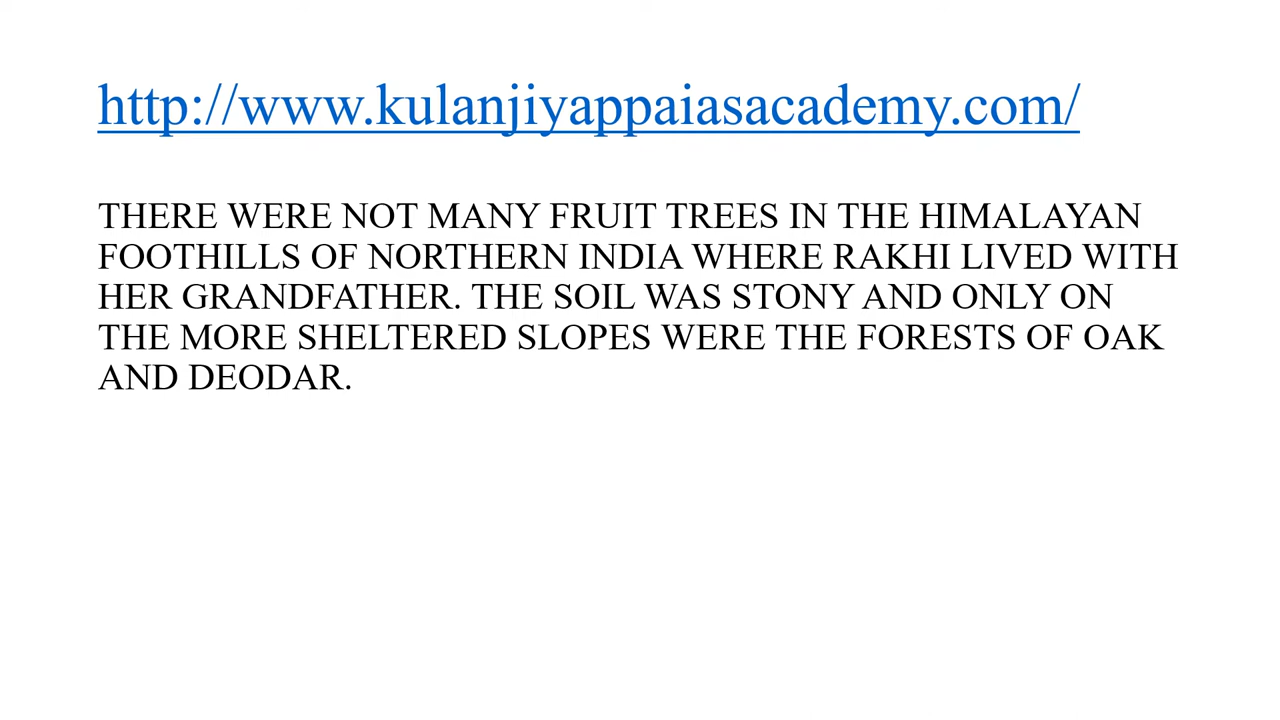 http://www.kulanjiyappaiasacademy.com/
THERE WERE NOT MANY FRUIT TREES IN THE HIMALAYAN
FOOTHILLS OF NORTHERN INDIA WHERE RAKHI LIVED WITH
HER GRANDFATHER. THE SOIL WAS STONY AND ONLY ON
THE MORE SHELTERED SLOPES WERE THE FORESTS OF OAK
AND DEODAR.